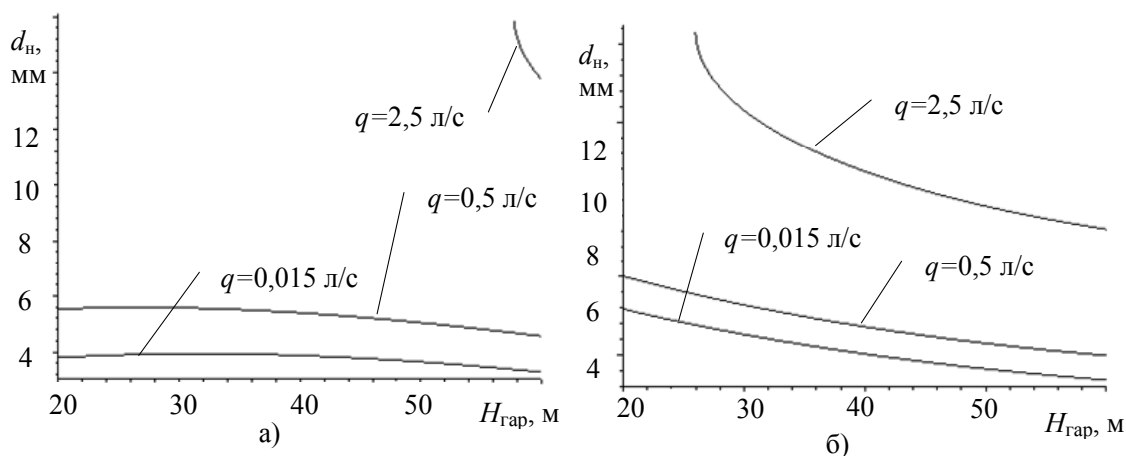 dн,
мм
q=2,5 л/с
12
10
q=0,5 л/с
8
q=0,015 л/с
6
4
20
30
40
50
Hгар, м
а)
dн,
мм
q=2,5 л/с
12
10
q=0,015 л/с
8
q=0,5 л/с
6
4
20
30
40
50
Hгар, м
б)